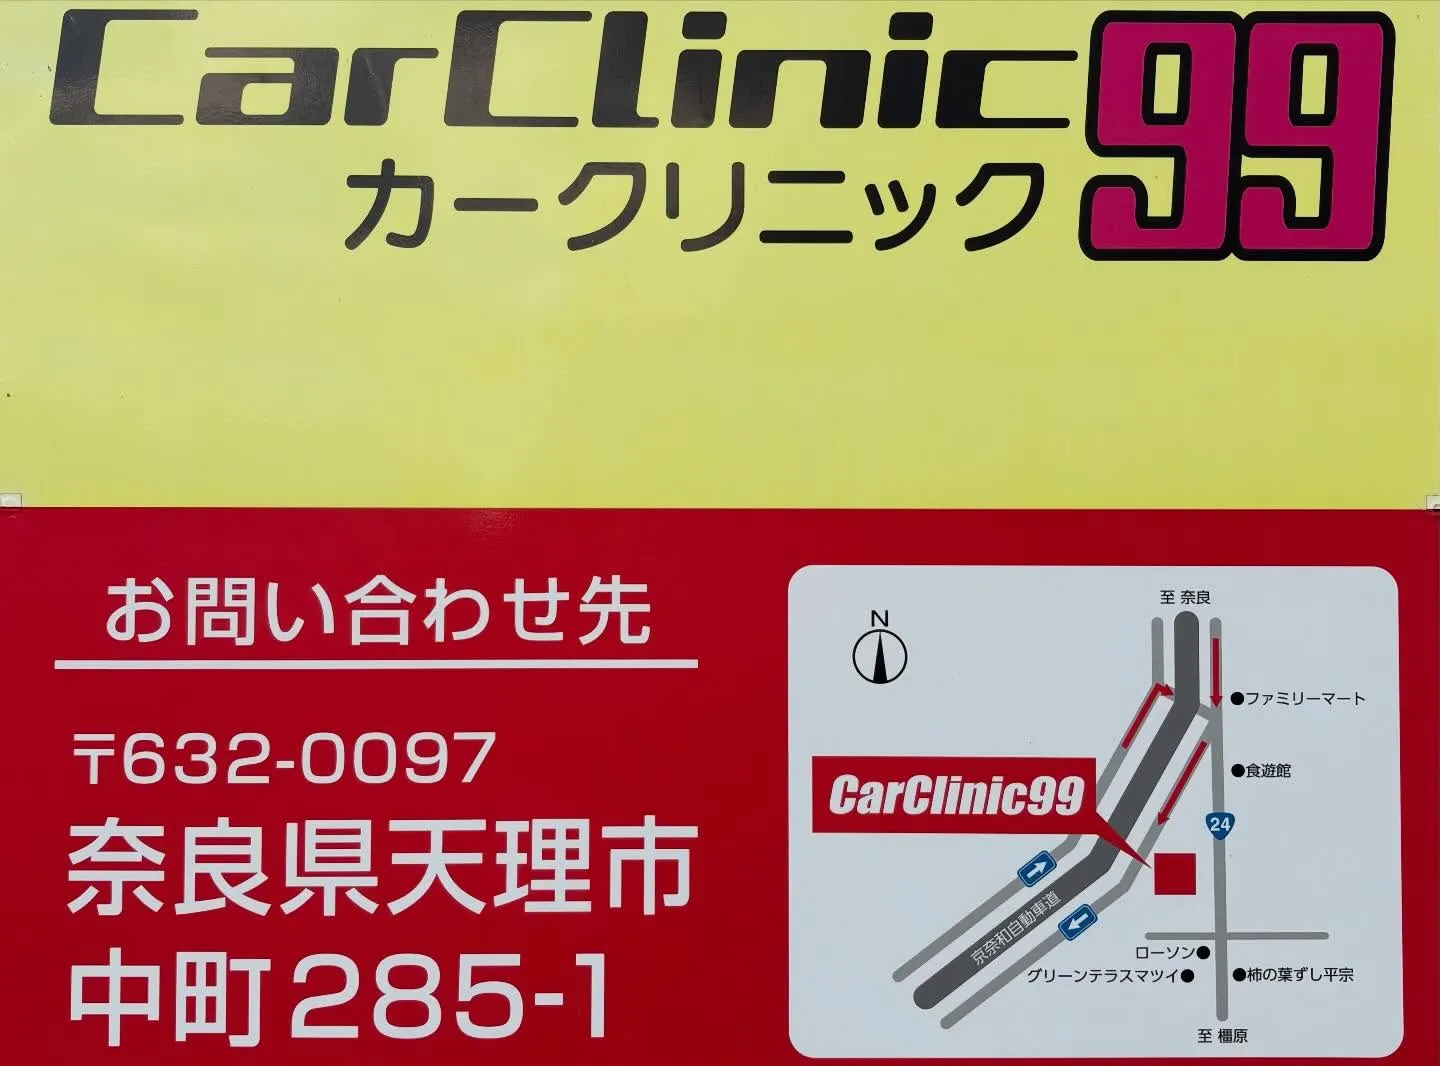 CarClinic99
カークリニック
お問い合わせ先
〒632-0097
奈良県天理市
中町285-1
至 奈良
N
●ファミリーマート
●食遊館
CarClinic99
24
京奈和自動車道
ローソン●
グリーンテラスマツイ●
●柿の葉ずし平宗
至 橿原